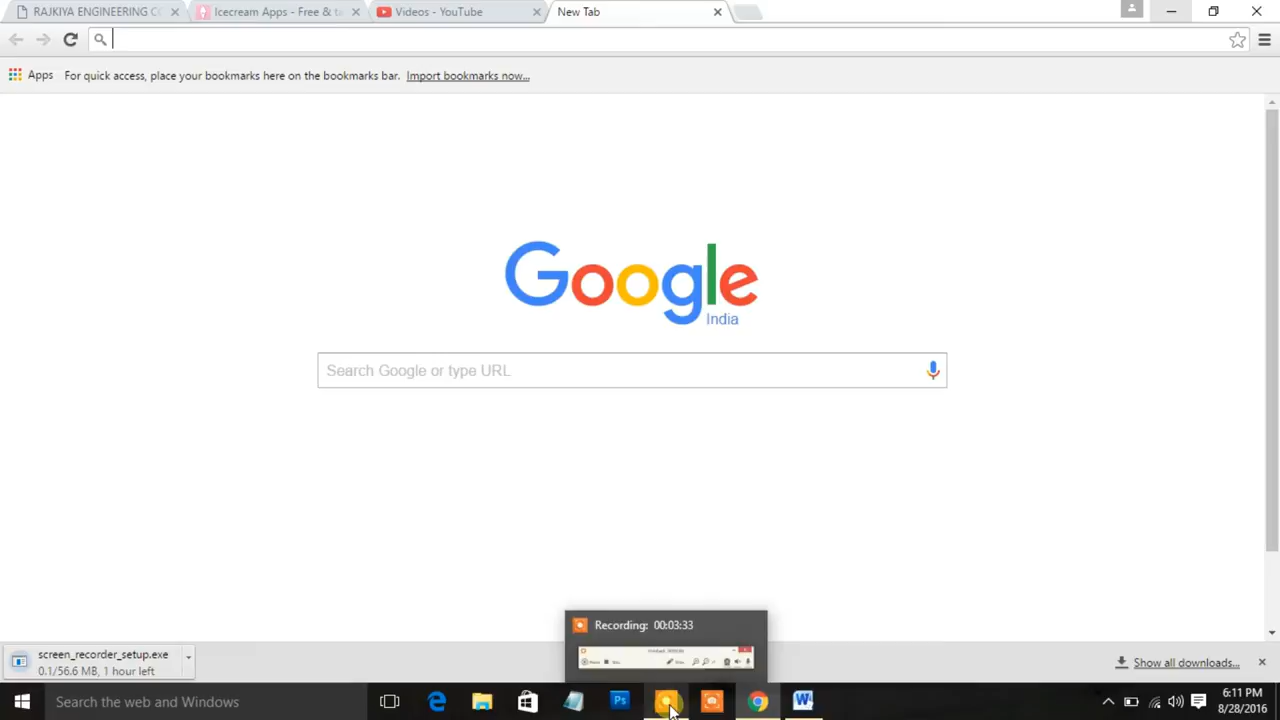 RAJKIYA ENGINEERING CO
Icecream Apps - Free & ta
Videos - YouTube
New Tab
Apps
For quick access, place your bookmarks here on the bookmarks bar. Import bookmarks now...
Google
India
Search Google or type URL
Recording: 00:03:33
screen_recorder_setup.exe
0.1/56.6 MB, 1 hour left
Show all downloads...
Search the web and Windows
Ps
W
6:11 PM
8/28/2016